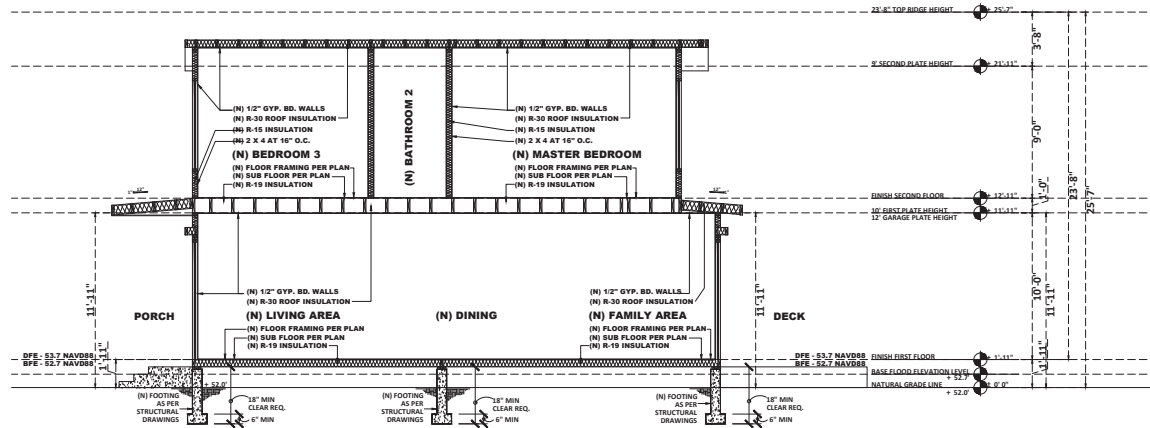 23'-8" TOP RIDGE HEIGHT
+ 25'-7"
3'-8"
9' SECOND PLATE HEIGHT
+ 21'-11"
(N) 1/2" GYP. BD. WALLS
(N) R-30 ROOF INSULATION
(N) R-15 INSULATION
(N) 2 X 4 AT 16" O.C.
(N) BEDROOM 3
(N) FLOOR FRAMING PER PLAN
(N) SUB FLOOR PER PLAN
(N) R-19 INSULATION
(N) BATHROOM 2
(N) 1/2" GYP. BD. WALLS
(N) R-30 ROOF INSULATION
(N) R-15 INSULATION
(N) 2 X 4 AT 16" O.C.
(N) MASTER BEDROOM
(N) FLOOR FRAMING PER PLAN
(N) SUB FLOOR PER PLAN
(N) R-19 INSULATION
9'-0"
23'-8"
25'-7"
12"
12"
FINISH SECOND FLOOR
+ 12'-11"
1'-0"
10' FIRST PLATE HEIGHT
+ 11'-11"
12' GARAGE PLATE HEIGHT
11'-11"
PORCH
(N) 1/2" GYP. BD. WALLS
(N) R-30 ROOF INSULATION
(N) LIVING AREA
(N) FLOOR FRAMING PER PLAN
(N) SUB FLOOR PER PLAN
(N) R-19 INSULATION
(N) DINING
(N) 1/2" GYP. BD. WALLS
(N) R-30 ROOF INSULATION
(N) FAMILY AREA
(N) FLOOR FRAMING PER PLAN
(N) SUB FLOOR PER PLAN
(N) R-19 INSULATION
11'-11"
DECK
10'-0"
11'-11"
DFE - 53.7 NAVD88
BFE - 52.7 NAVD88
1'-11"
DFE - 53.7 NAVD88
BFE - 52.7 NAVD88
FINISH FIRST FLOOR
+ 1'-11"
1'-11"
BASE FLOOD ELEVATION LEVEL
+ 52.7'
NATURAL GRADE LINE
+ 0' 0"
+ 52.0'
+ 52.0'
(N) FOOTING
AS PER
STRUCTURAL
DRAWINGS
18" MIN
CLEAR REQ.
6" MIN
(N) FOOTING
AS PER
STRUCTURAL
DRAWINGS
18" MIN
CLEAR REQ.
6" MIN
(N) FOOTING
AS PER
STRUCTURAL
DRAWINGS
18" MIN
CLEAR REQ.
6" MIN